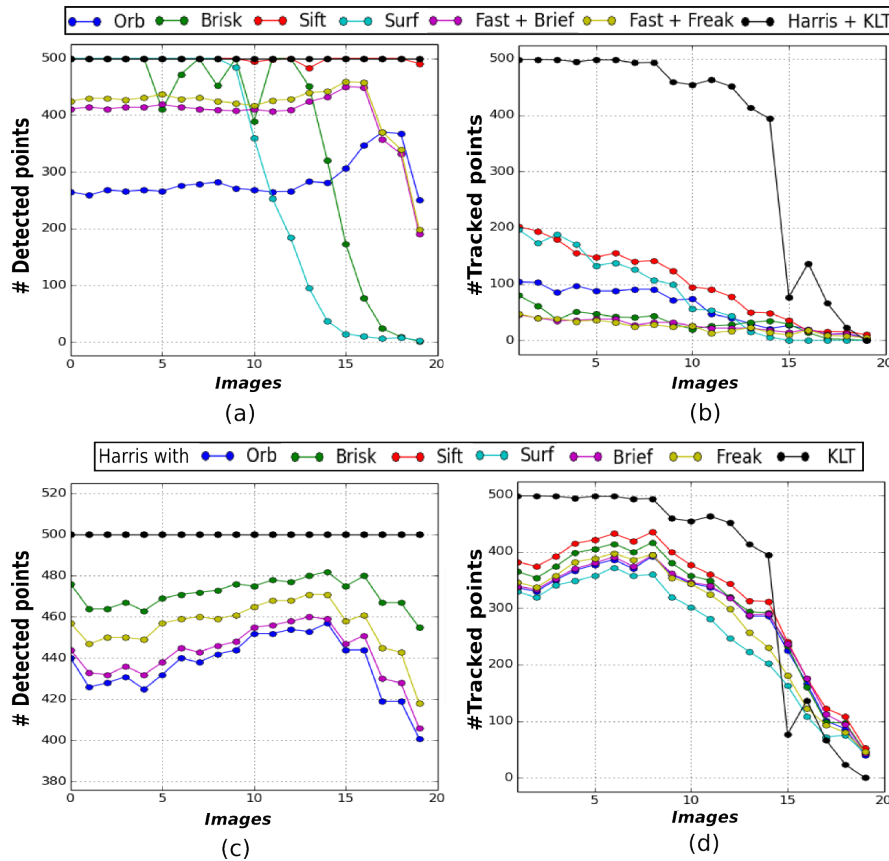 Orb Brisk Sift Surf Fast + Brief Fast + Freak Harris + KLT
# Detected points
500
400
300
200
100
0
0 5 10 15 20
Images
(a)
#Tracked points
500
400
300
200
100
0
5 10 15 20
Images
(b)
Harris with Orb Brisk Sift Surf Brief Freak KLT
# Detected points
520
500
480
460
440
420
400
380
0 5 10 15 20
Images
(c)
#Tracked points
500
400
300
200
100
0
5 10 15 20
Images
(d)